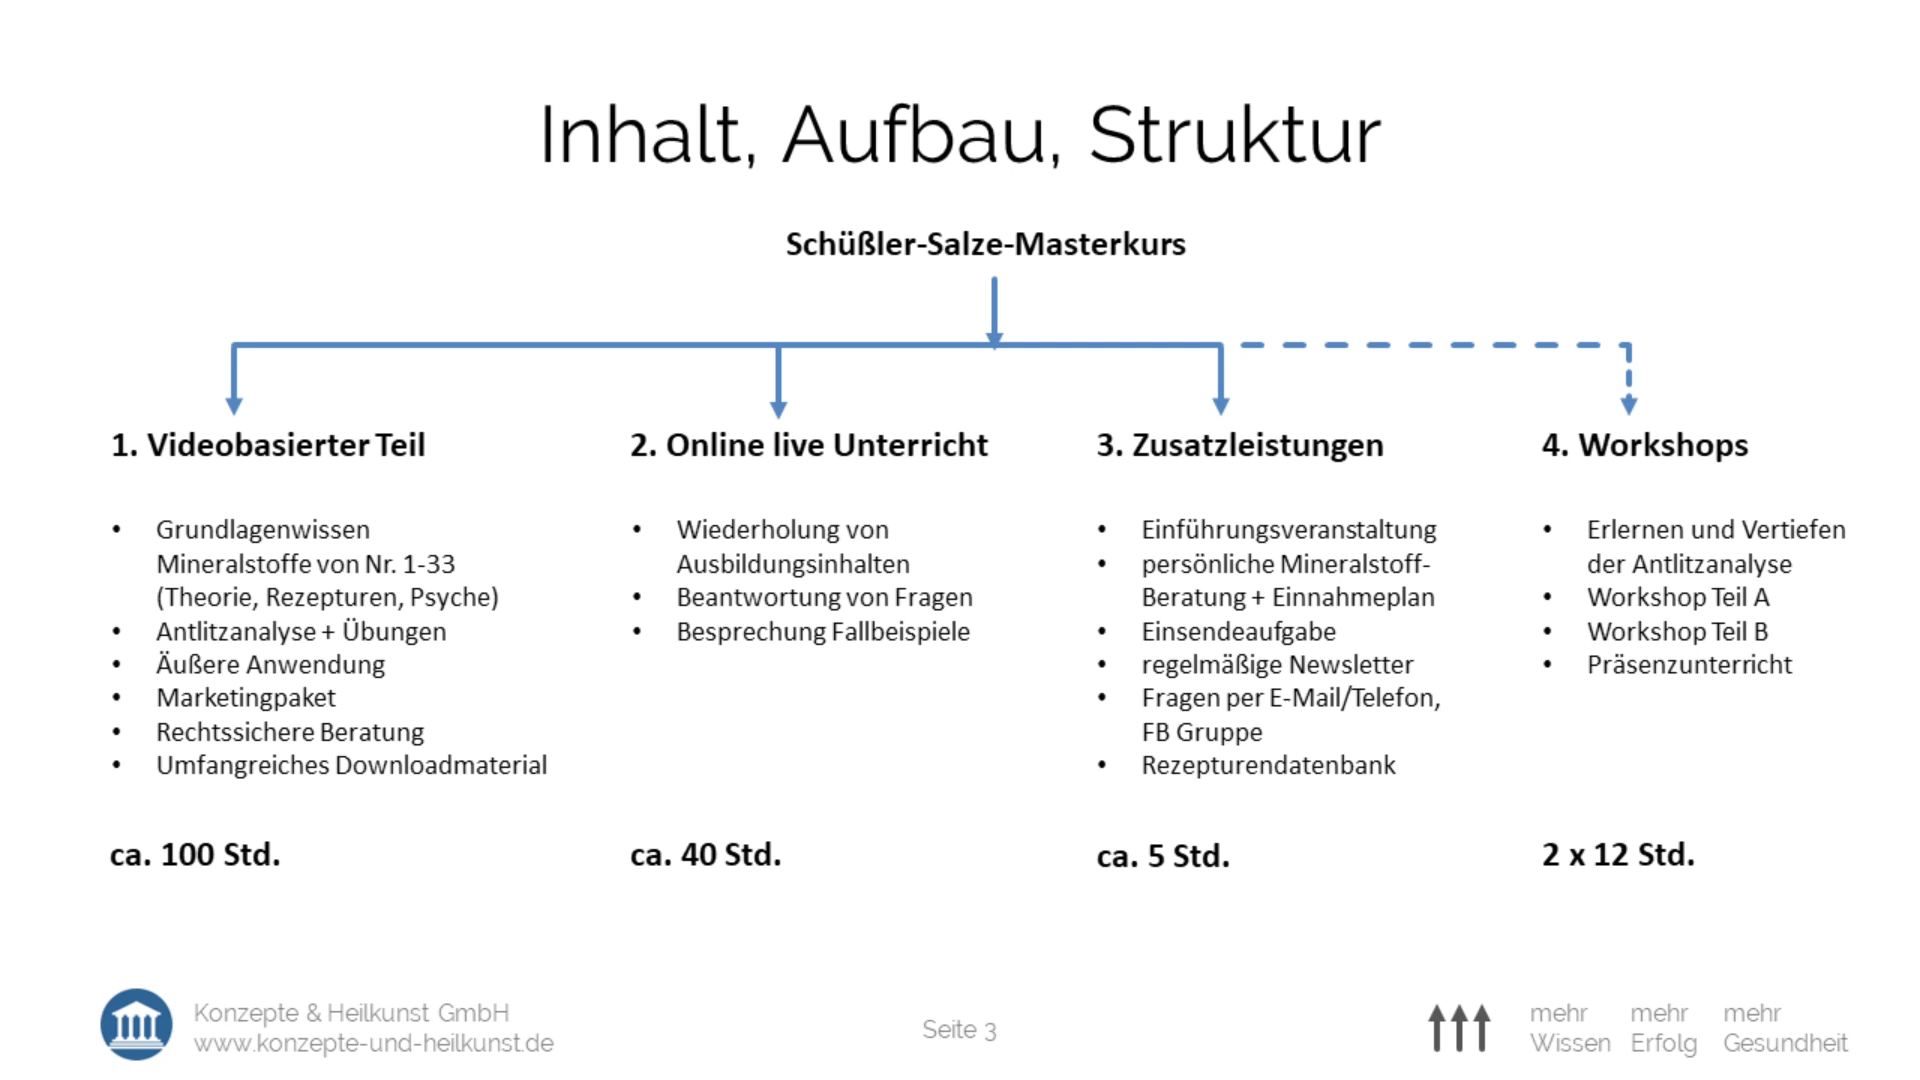 Inhalt, Aufbau, Struktur
Schüßler-Salze-Masterkurs
1. Videobasierter Teil
• Grundlagenwissen
Mineralstoffe von Nr. 1-33
(Theorie, Rezepturen, Psyche)
• Antlitzanalyse + Übungen
• Äußere Anwendung
• Marketingpaket
• Rechtssichere Beratung
• Umfangreiches Downloadmaterial
ca. 100 Std.
2. Online live Unterricht
• Wiederholung von
Ausbildungsinhalten
• Beantwortung von Fragen
• Besprechung Fallbeispiele
ca. 40 Std.
3. Zusatzleistungen
• Einführungsveranstaltung
• persönliche Mineralstoff-
Beratung + Einnahmeplan
• Einsendeaufgabe
• regelmäßige Newsletter
• Fragen per E-Mail/Telefon,
FB Gruppe
• Rezepturendatenbank
ca. 5 Std.
4. Workshops
• Erlernen und Vertiefen
der Antlitzanalyse
• Workshop Teil A
• Workshop Teil B
• Präsenzunterricht
2 x 12 Std.
Konzepte & Heilkunst GmbH
www.konzepte-und-heilkunst.de
Seite 3
mehr mehr mehr
Wissen Erfolg Gesundheit